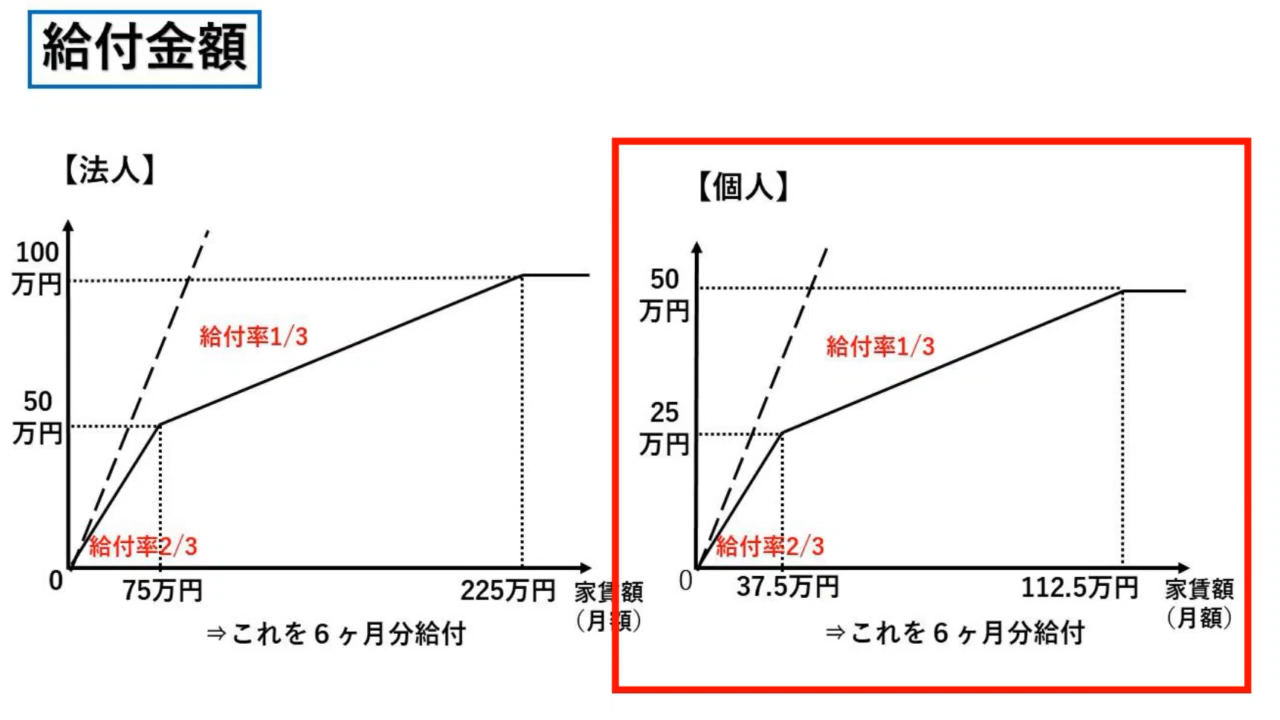 給付金額
【法人】
100
万円
給付率1/3
50
万円
給付率2/3
0
75万円
225万円
家賃額
（月額）
⇒これを６ヶ月分給付
【個人】
50
万円
給付率1/3
25
万円
給付率2/3
0
37.5万円
112.5万円
家賃額
（月額）
⇒これを６ヶ月分給付